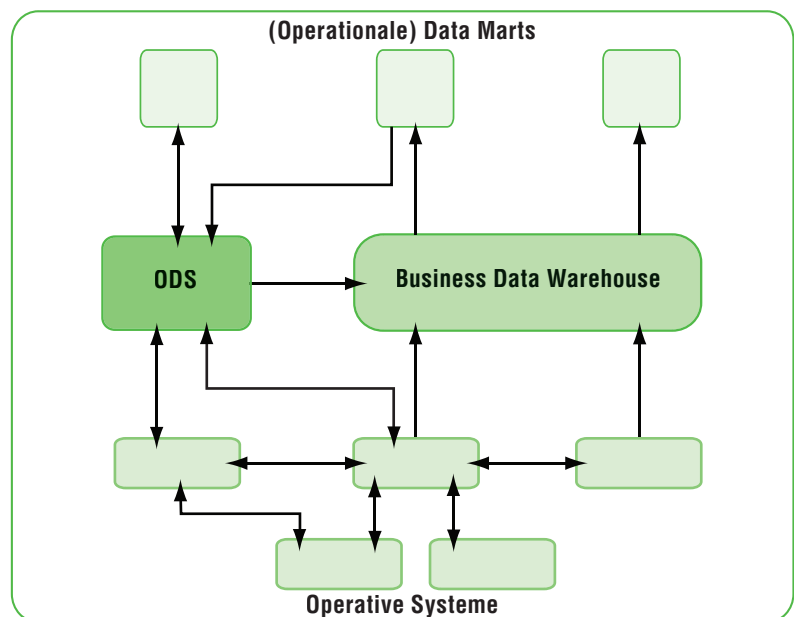 (Operationale) Data Marts
ODS
Business Data Warehouse
Operative Systeme